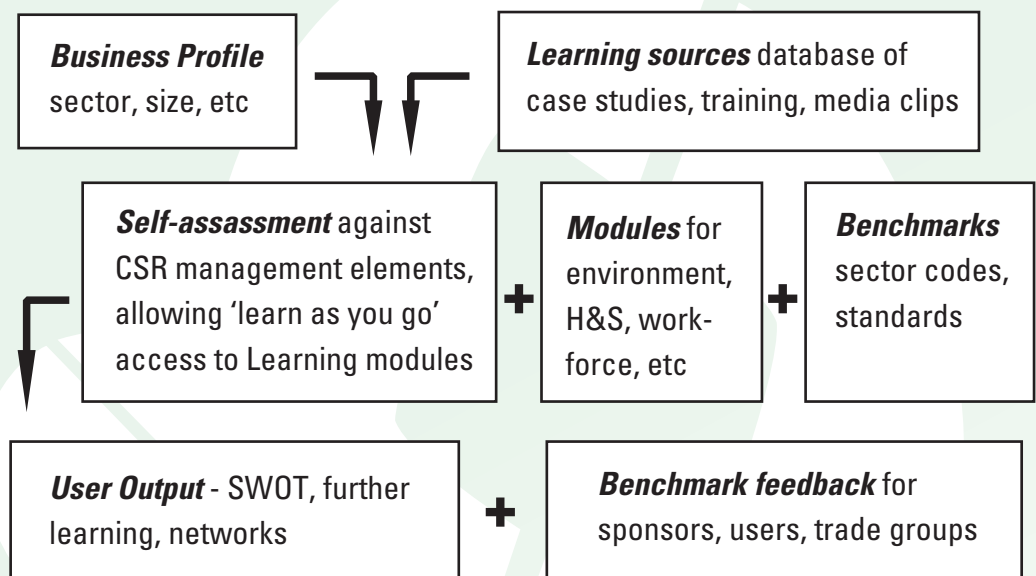 Business Profile
sector, size, etc
Learning sources database of
case studies, training, media clips
Self-assassment against
CSR management elements,
allowing ‘learn as you go’
access to Learning modules
+
Modules for
environment,
H&S, work-
force, etc
+
Benchmarks
sector codes,
standards
User Output - SWOT, further
learning, networks
+
Benchmark feedback for
sponsors, users, trade groups